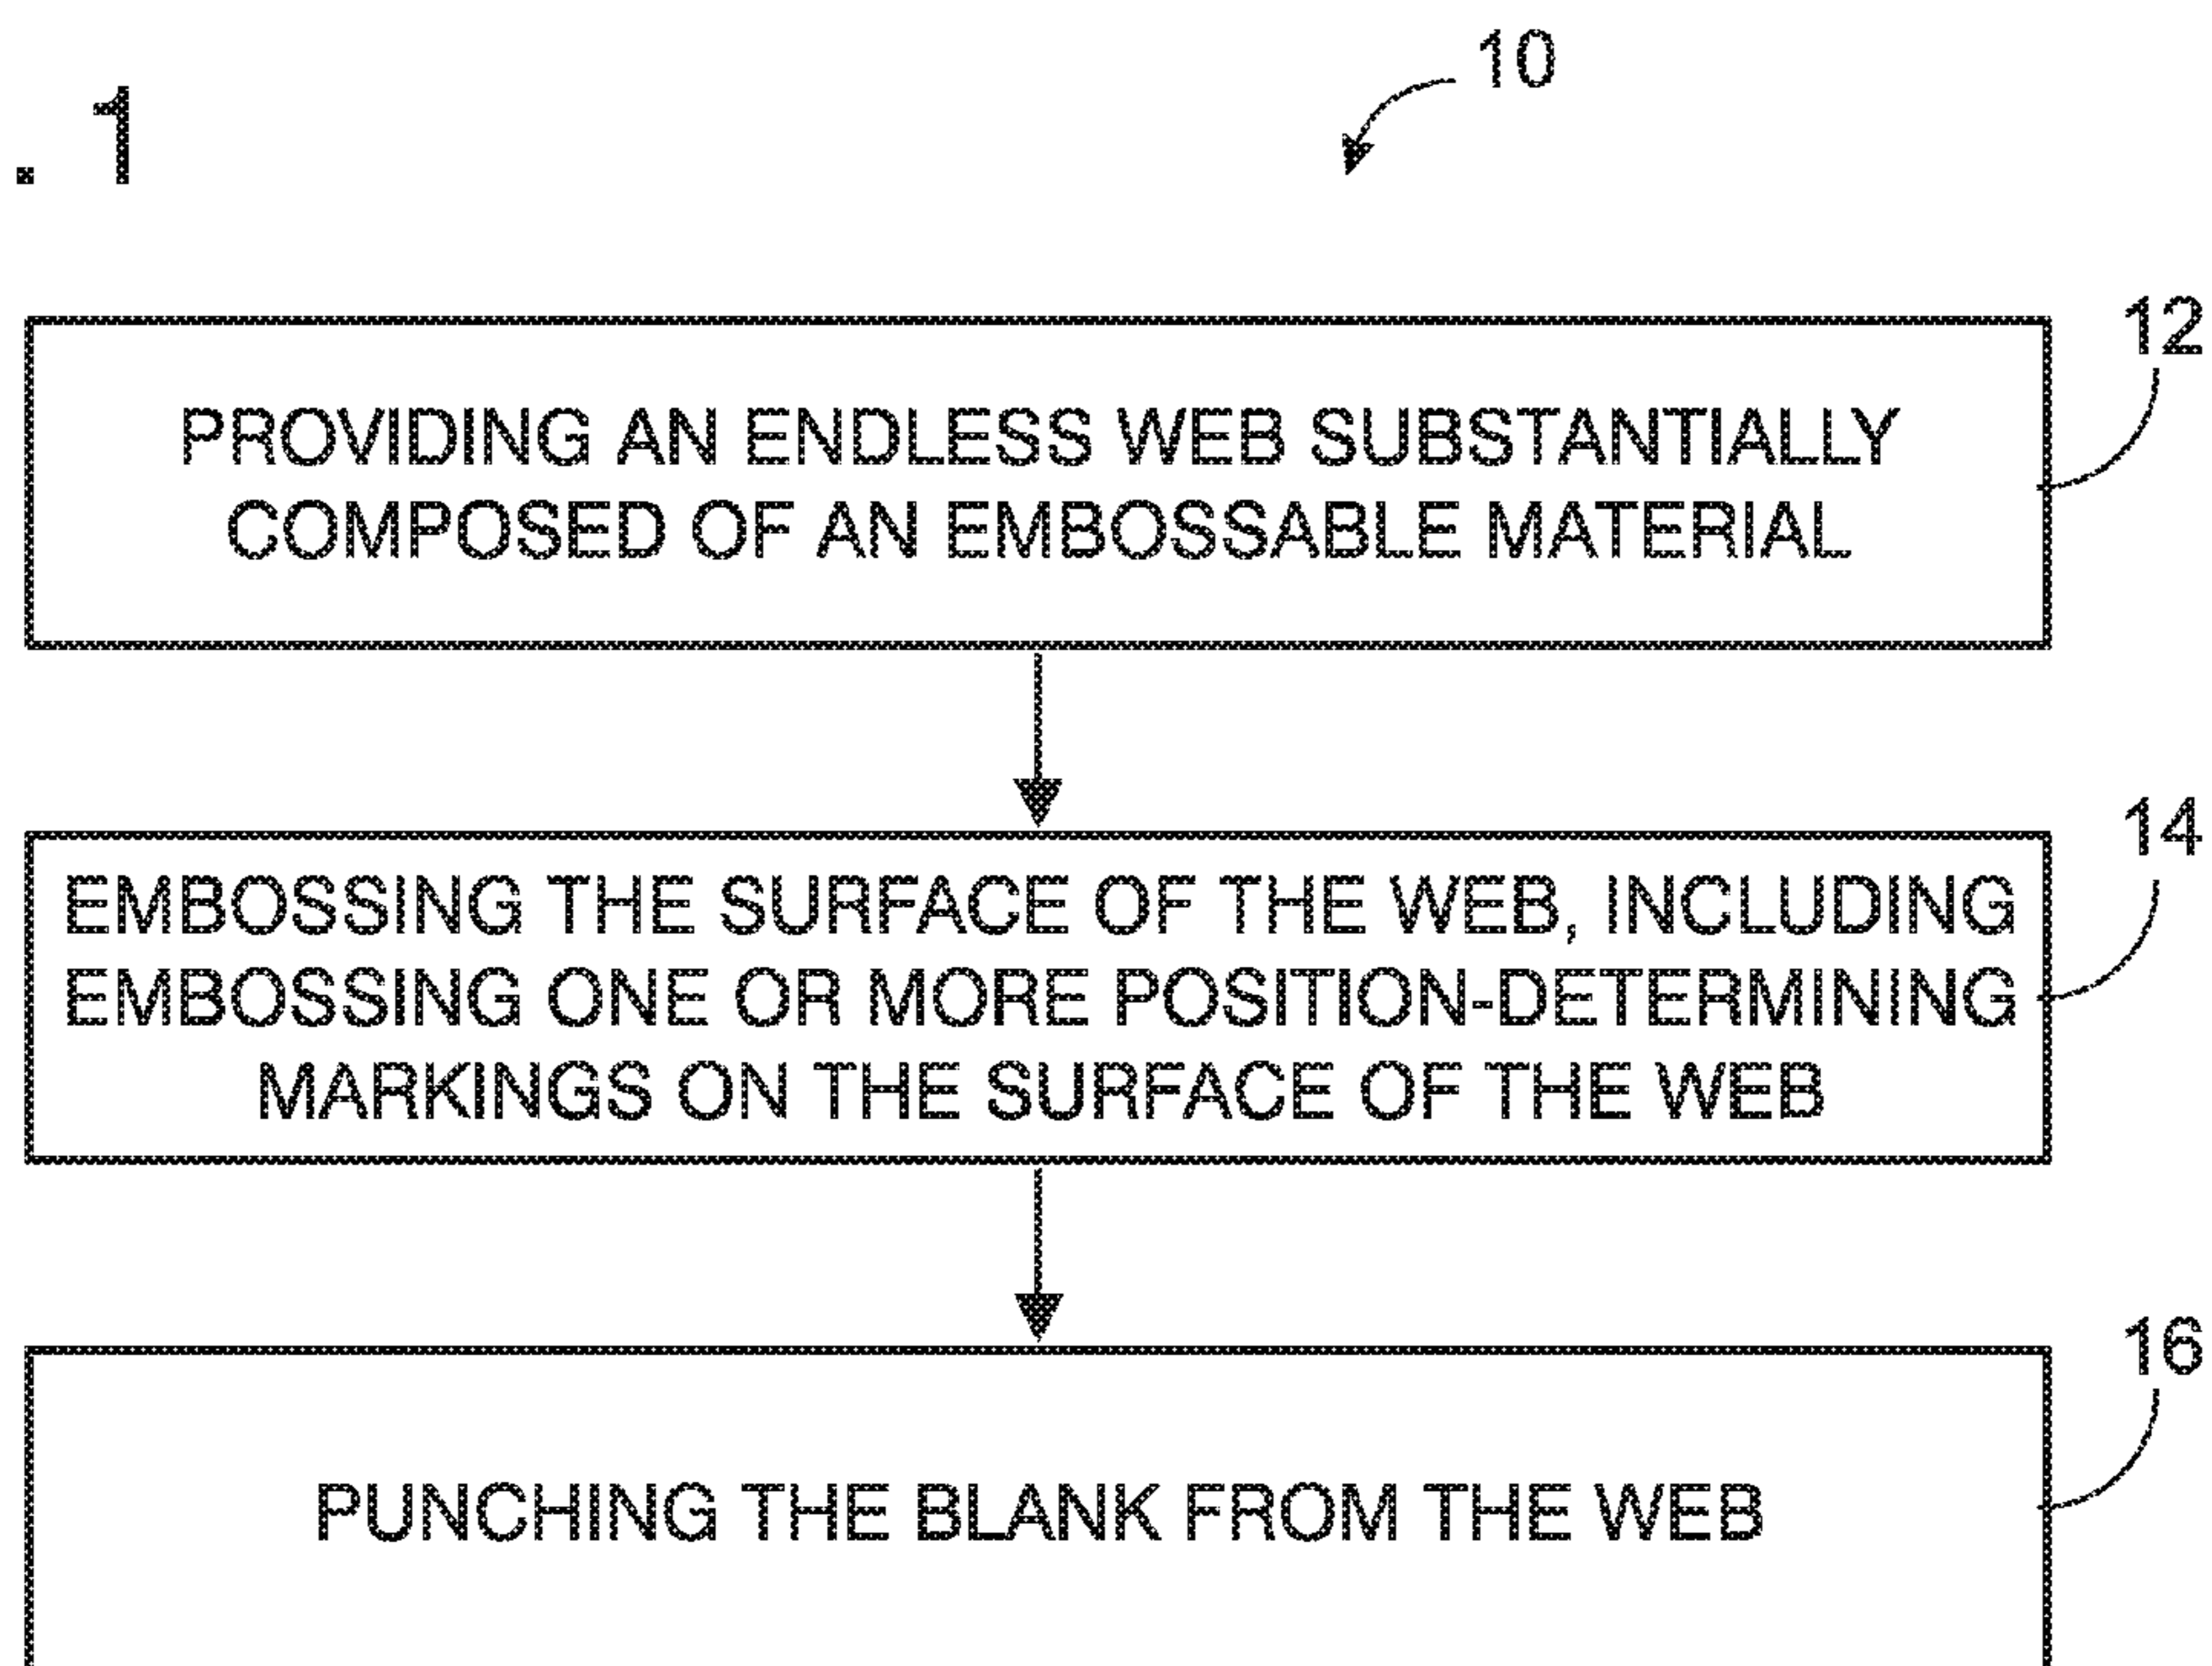 . 1
10
12
PROVIDING AN ENDLESS WEB SUBSTANTIALLY
COMPOSED OF AN EMBOSSABLE MATERIAL
14
EMBOSSING THE SURFACE OF THE WEB, INCLUDING
EMBOSSING ONE OR MORE POSITION-DETERMINING
MARKINGS ON THE SURFACE OF THE WEB
16
PUNCHING THE BLANK FROM THE WEB